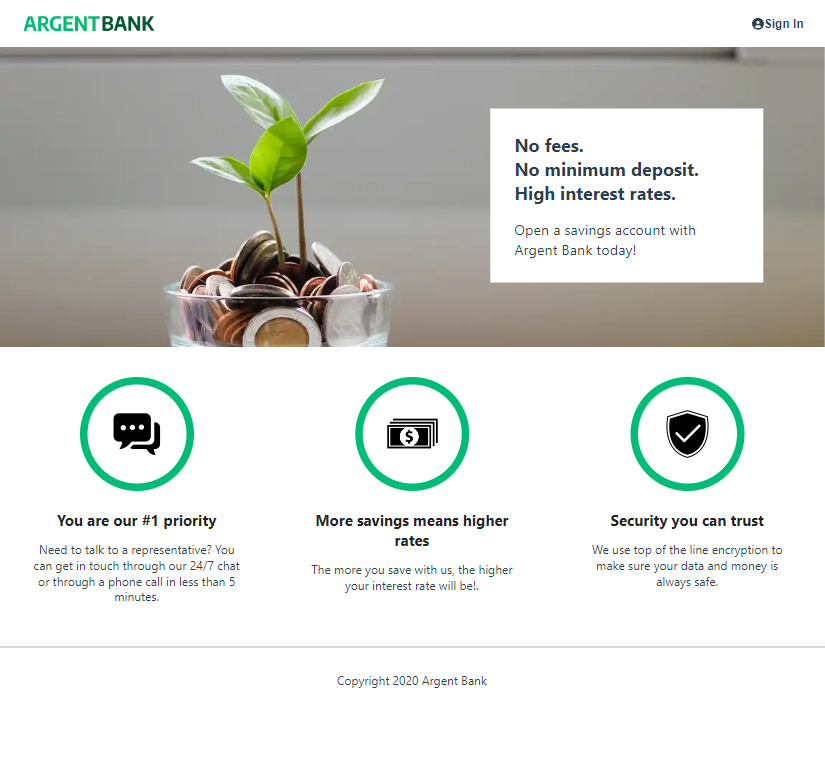 ARGENTBANK
Sign In
No fees.
No minimum deposit.
High interest rates.
Open a savings account with
Argent Bank today!
You are our #1 priority
Need to talk to a representative? You
can get in touch through our 24/7 chat
or through a phone call in less than 5
minutes.
More savings means higher
rates
The more you save with us, the higher
your interest rate will be!.
Security you can trust
We use top of the line encryption to
make sure your data and money is
always safe.
Copyright 2020 Argent Bank